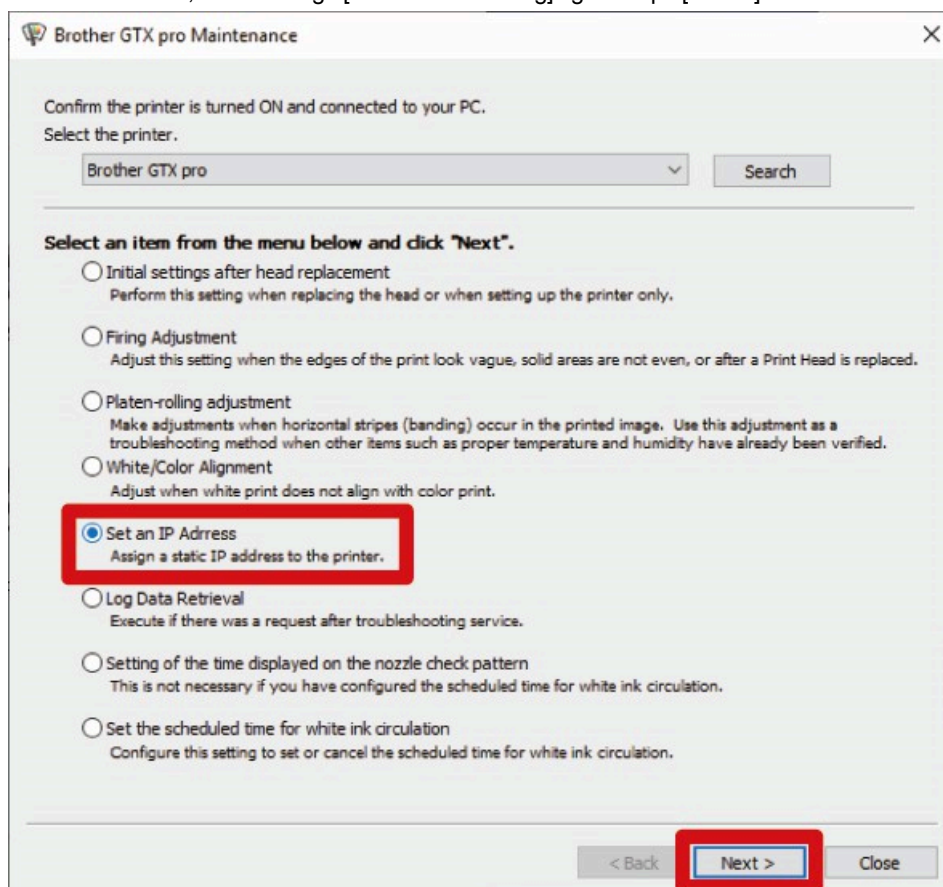 Brother GTX pro Maintenance
Confirm the printer is turned ON and connected to your PC.
Select the printer.
Brother GTX pro
Search
Select an item from the menu below and click "Next".
Initial settings after head replacement
Perform this setting when replacing the head or when setting up the printer only.
Firing Adjustment
Adjust this setting when the edges of the print look vague, solid areas are not even, or after a Print Head is replaced.
Platen-rolling adjustment
Make adjustments when horizontal stripes (banding) occur in the printed image. Use this adjustment as a
troubleshooting method when other items such as proper temperature and humidity have already been verified.
White/Color Alignment
Adjust when white print does not align with color print.
Set an IP Adrress
Assign a static IP address to the printer.
Log Data Retrieval
Execute if there was a request after troubleshooting service.
Setting of the time displayed on the nozzle check pattern
This is not necessary if you have configured the scheduled time for white ink circulation.
Set the scheduled time for white ink circulation
Configure this setting to set or cancel the scheduled time for white ink circulation.
< Back
Next >
Close